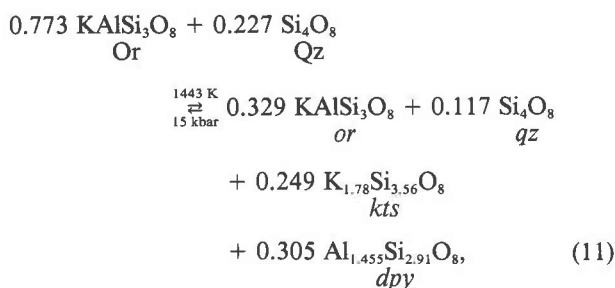 0.773 KAlSi₃O₈ + 0.227 Si₄O₈
Or Qz
1443 K
⇄ 0.329 KAlSi₃O₈ + 0.117 Si₄O₈
15 kbar
or qz
+ 0.249 K₁.₇₈Si₃.₅₆O₈
kts
+ 0.305 Al₁.₄₅₅Si₂.₉₁O₈, (11)
dpy